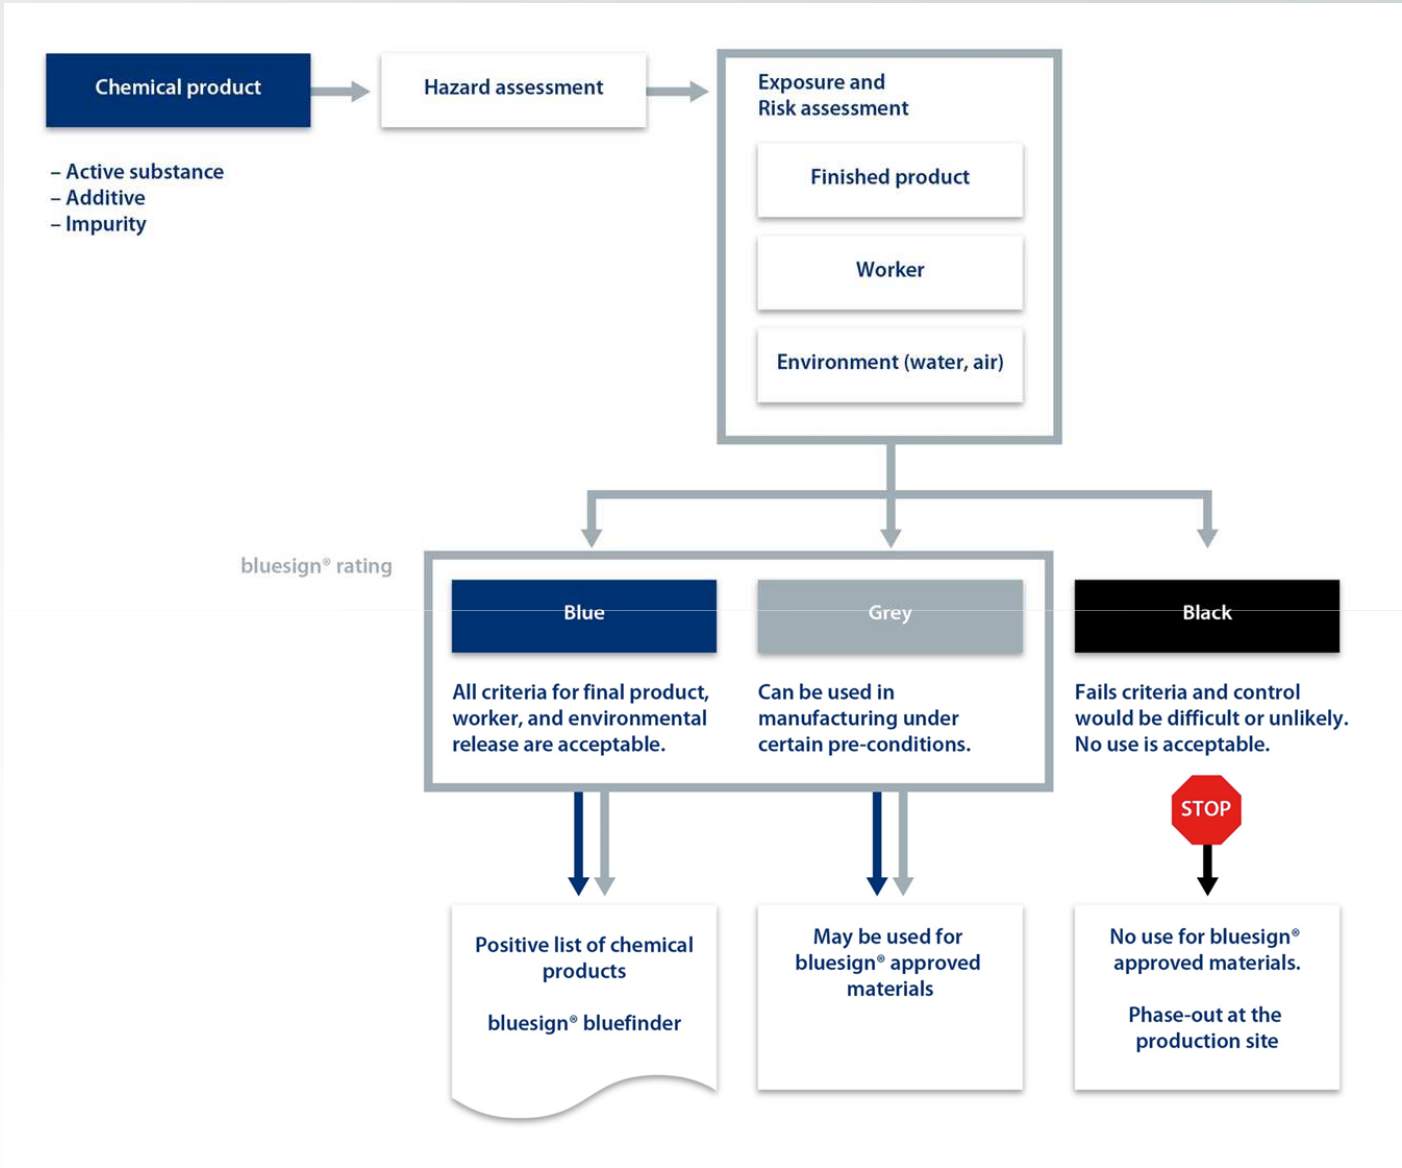 Chemical product
– Active substance
– Additive
– Impurity
Hazard assessment
Exposure and
Risk assessment
Finished product
Worker
Environment (water, air)
bluesign® rating
Blue
All criteria for final product,
worker, and environmental
release are acceptable.
Grey
Can be used in
manufacturing under
certain pre-conditions.
Black
Fails criteria and control
would be difficult or unlikely.
No use is acceptable.
STOP
Positive list of chemical
products
bluesign® bluefinder
May be used for
bluesign® approved
materials
No use for bluesign®
approved materials.
Phase-out at the
production site